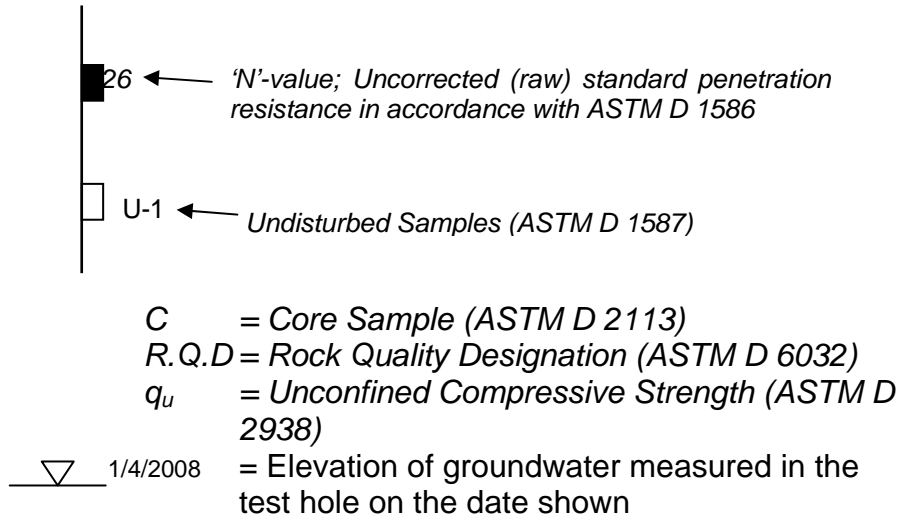 26 ‘N’-value; Uncorrected (raw) standard penetration
resistance in accordance with ASTM D 1586
U-1 Undisturbed Samples (ASTM D 1587)
C = Core Sample (ASTM D 2113)
R.Q.D = Rock Quality Designation (ASTM D 6032)
qu = Unconfined Compressive Strength (ASTM D
2938)
1/4/2008 = Elevation of groundwater measured in the
test hole on the date shown